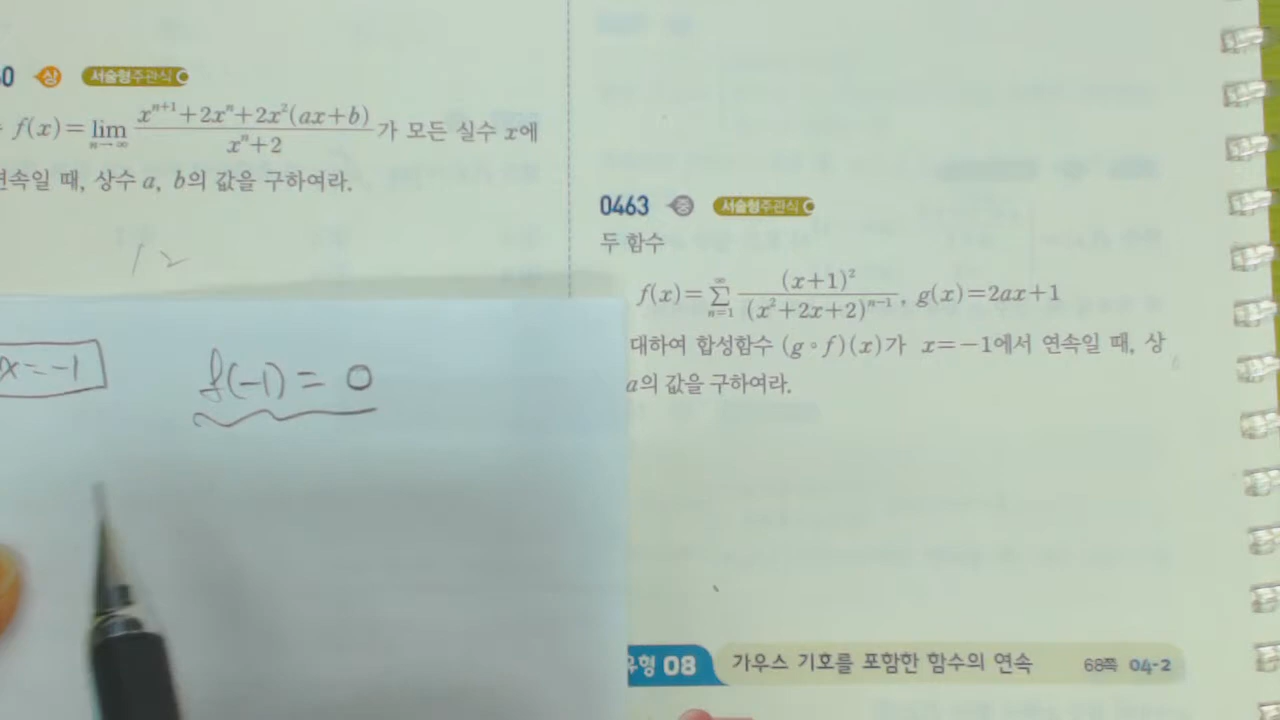 0 상 서술형주관식
f(x)=lim n→∞ (x^{n+1}+2x^n+2x^2(ax+b))/(x^n+2) 가 모든 실수 x에
연속일 때, 상수 a, b의 값을 구하여라.
x=-1
f(-1) = 0
0463 중 서술형주관식
두 함수
f(x)=∑_{n=1}^{∞} (x+1)^2/(x^2+2x+2)^{n-1}, g(x)=2ax+1
대하여 합성함수 (g∘f)(x)가 x=-1에서 연속일 때, 상
a의 값을 구하여라.
유형 08 가우스 기호를 포함한 함수의 연속 68쪽 04-2